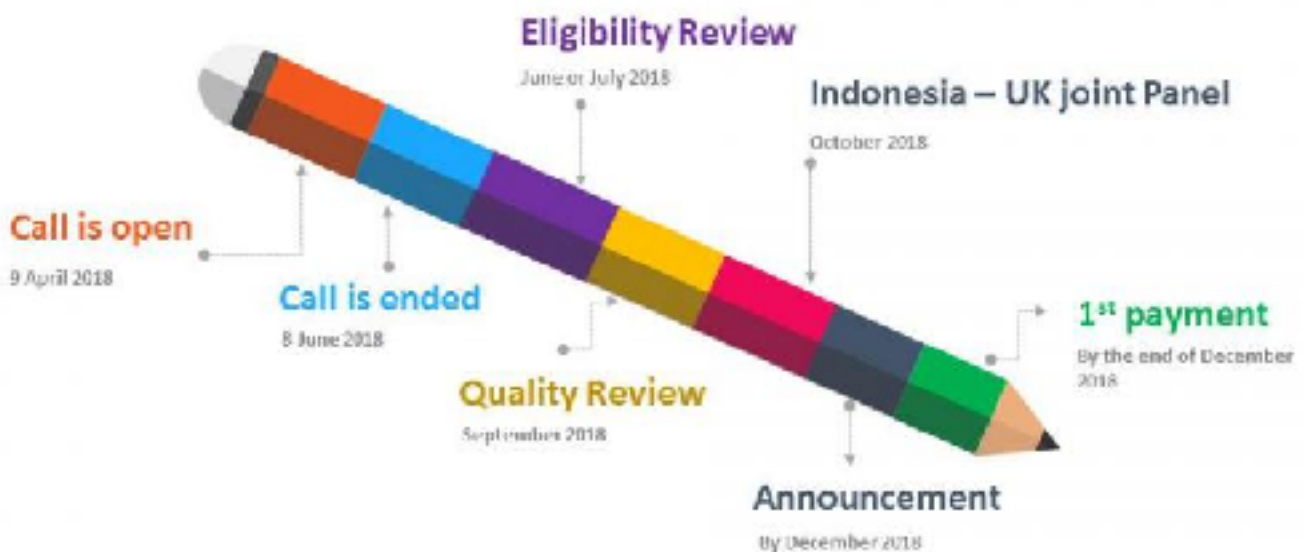 Eligibility Review
June or July 2018
Indonesia – UK joint Panel
October 2018
Call is open
9 April 2018
Call is ended
8 June 2018
1st payment
By the end of December
2018
Quality Review
September 2018
Announcement
By December 2018